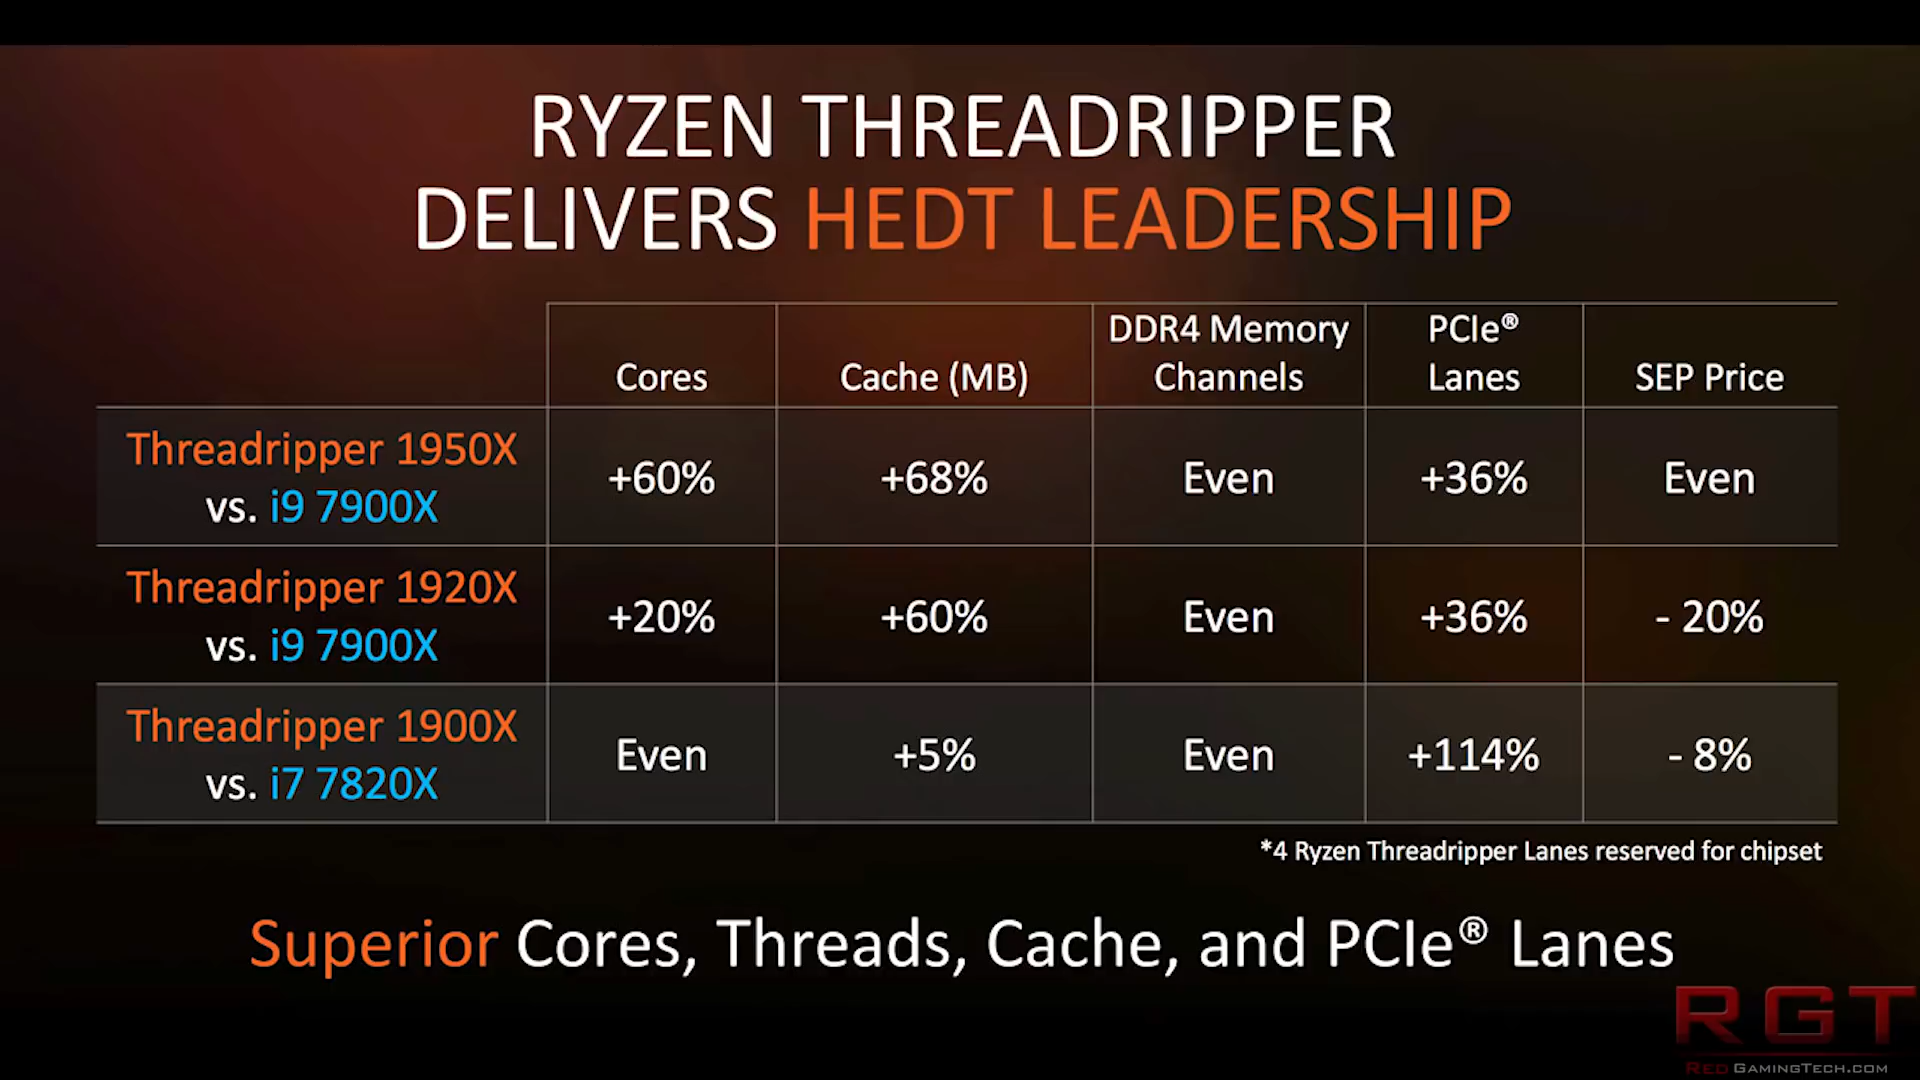 RYZEN THREADRIPPER
DELIVERS HEDT LEADERSHIP
Cores
Cache (MB)
DDR4 Memory
Channels
PCIe®
Lanes
SEP Price
Threadripper 1950X
vs. i9 7900X
+60%
+68%
Even
+36%
Even
Threadripper 1920X
vs. i9 7900X
+20%
+60%
Even
+36%
- 20%
Threadripper 1900X
vs. i7 7820X
Even
+5%
Even
+114%
- 8%
*4 Ryzen Threadripper Lanes reserved for chipset
Superior Cores, Threads, Cache, and PCIe® Lanes
RGT
REDGAMINGTECH.COM